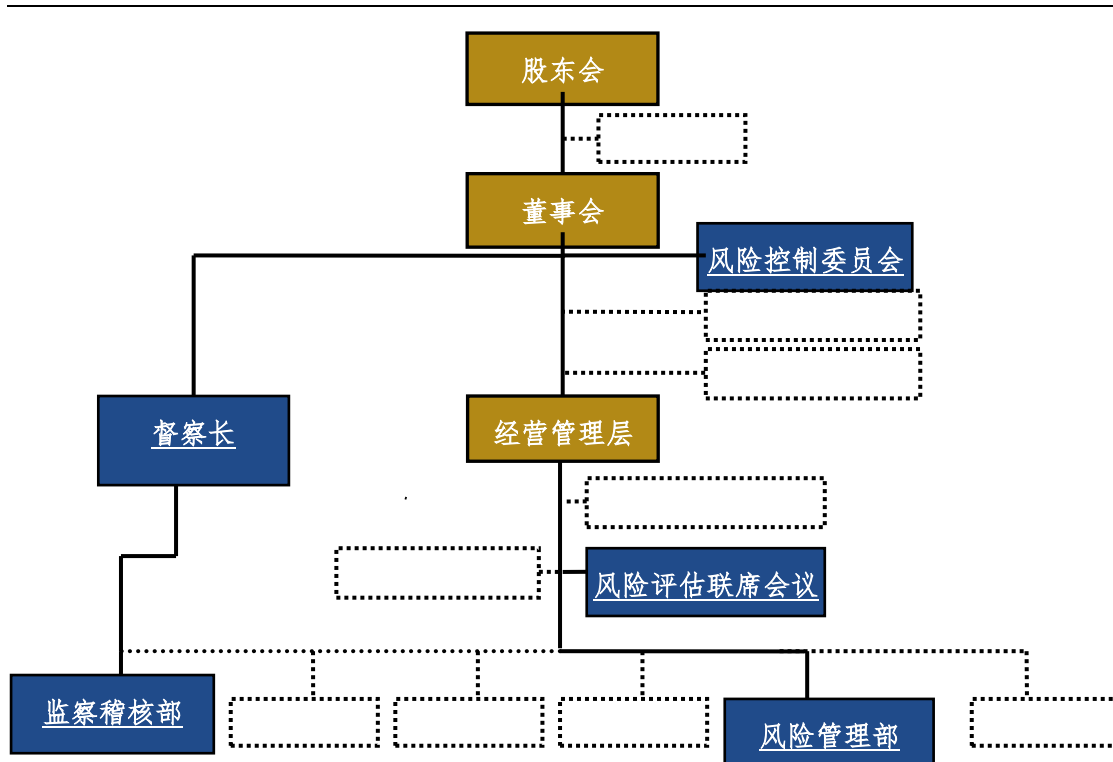 股东会
董事会
风险控制委员会
督察长
经营管理层
风险评估联席会议
监察稽核部
风险管理部